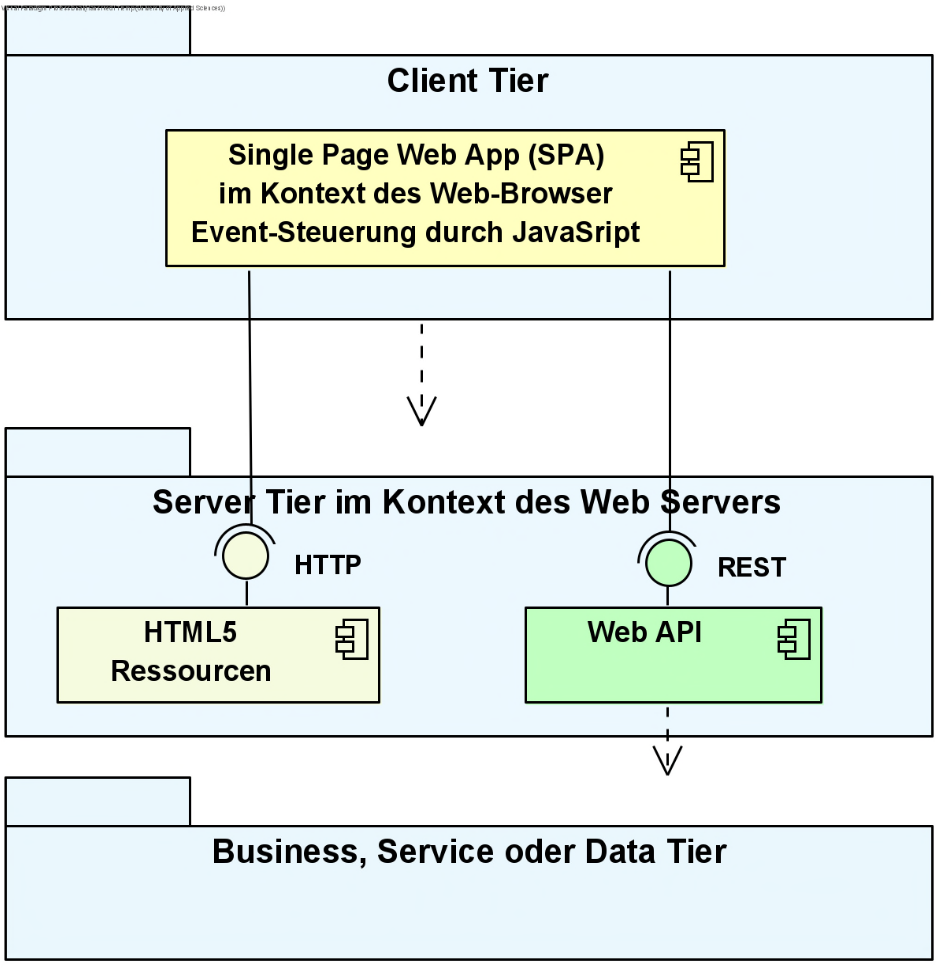 Client Tier
Single Page Web App (SPA)
im Kontext des Web-Browser
Event-Steuerung durch JavaSript
Server Tier im Kontext des Web Servers
HTTP
REST
HTML5
Ressourcen
Web API
Business, Service oder Data Tier